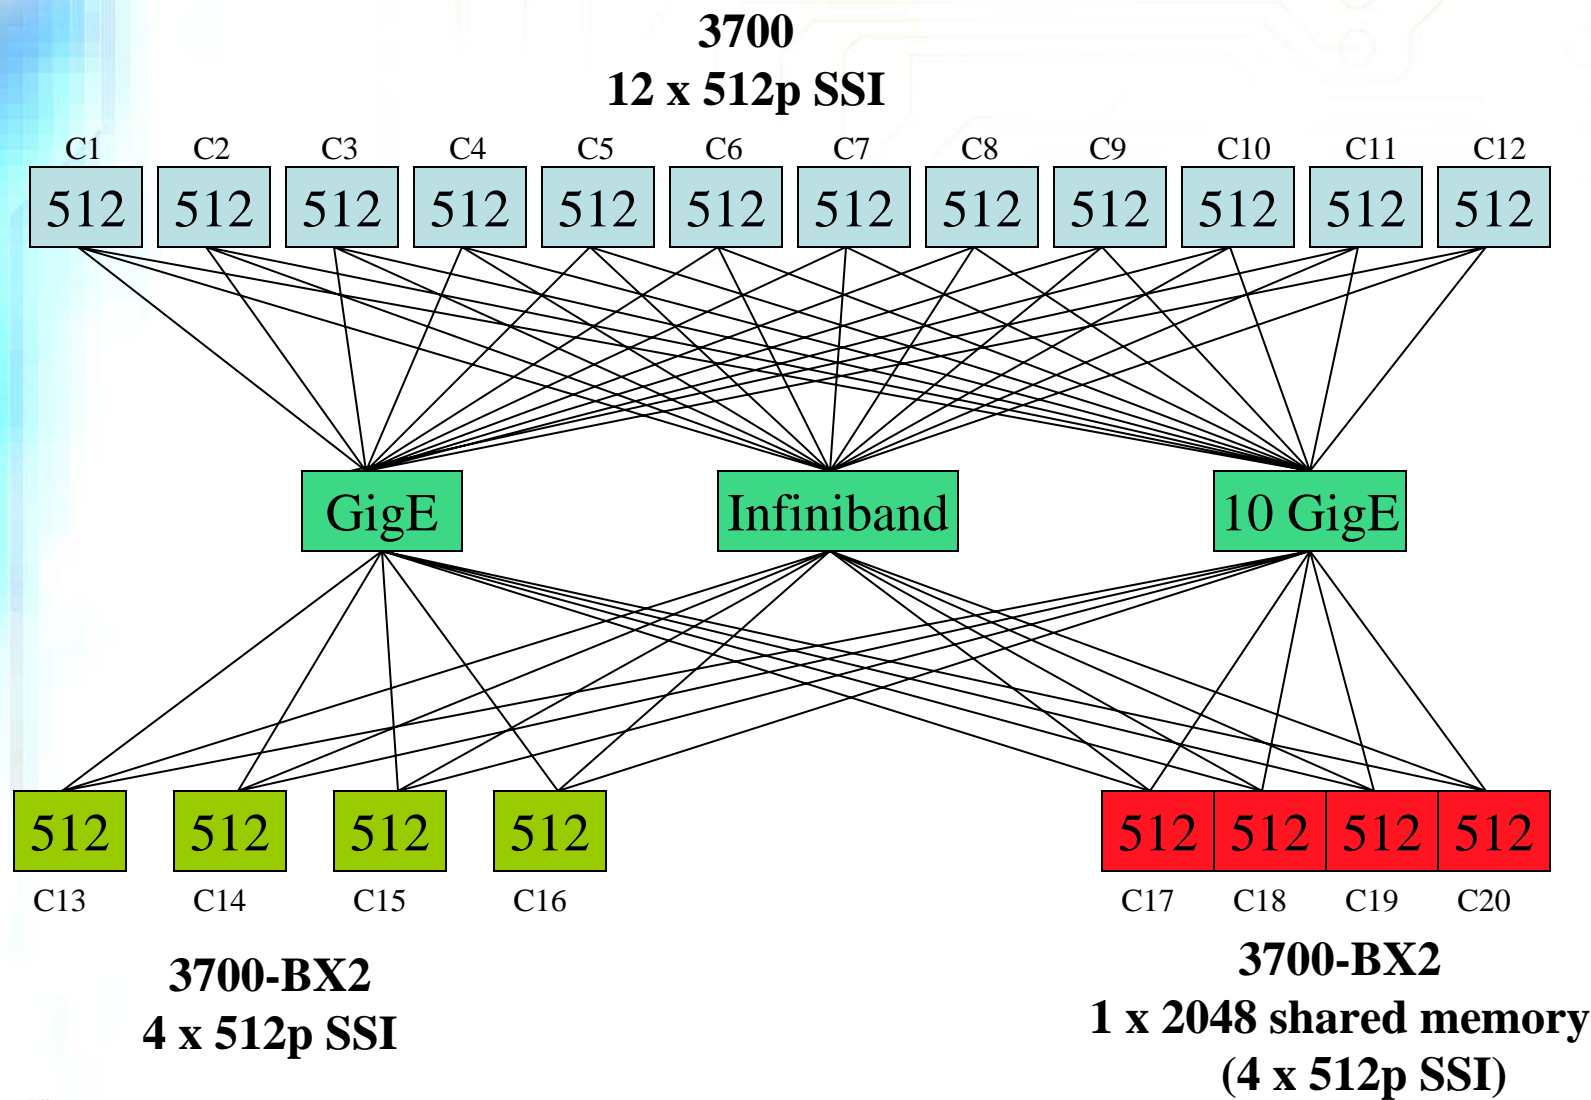 3700
12 x 512p SSI
C1 C2 C3 C4 C5 C6 C7 C8 C9 C10 C11 C12
512 512 512 512 512 512 512 512 512 512 512 512
GigE Infiniband 10 GigE
512 512 512 512 512 512 512 512
C13 C14 C15 C16 C17 C18 C19 C20
3700-BX2
4 x 512p SSI
3700-BX2
1 x 2048 shared memory
(4 x 512p SSI)